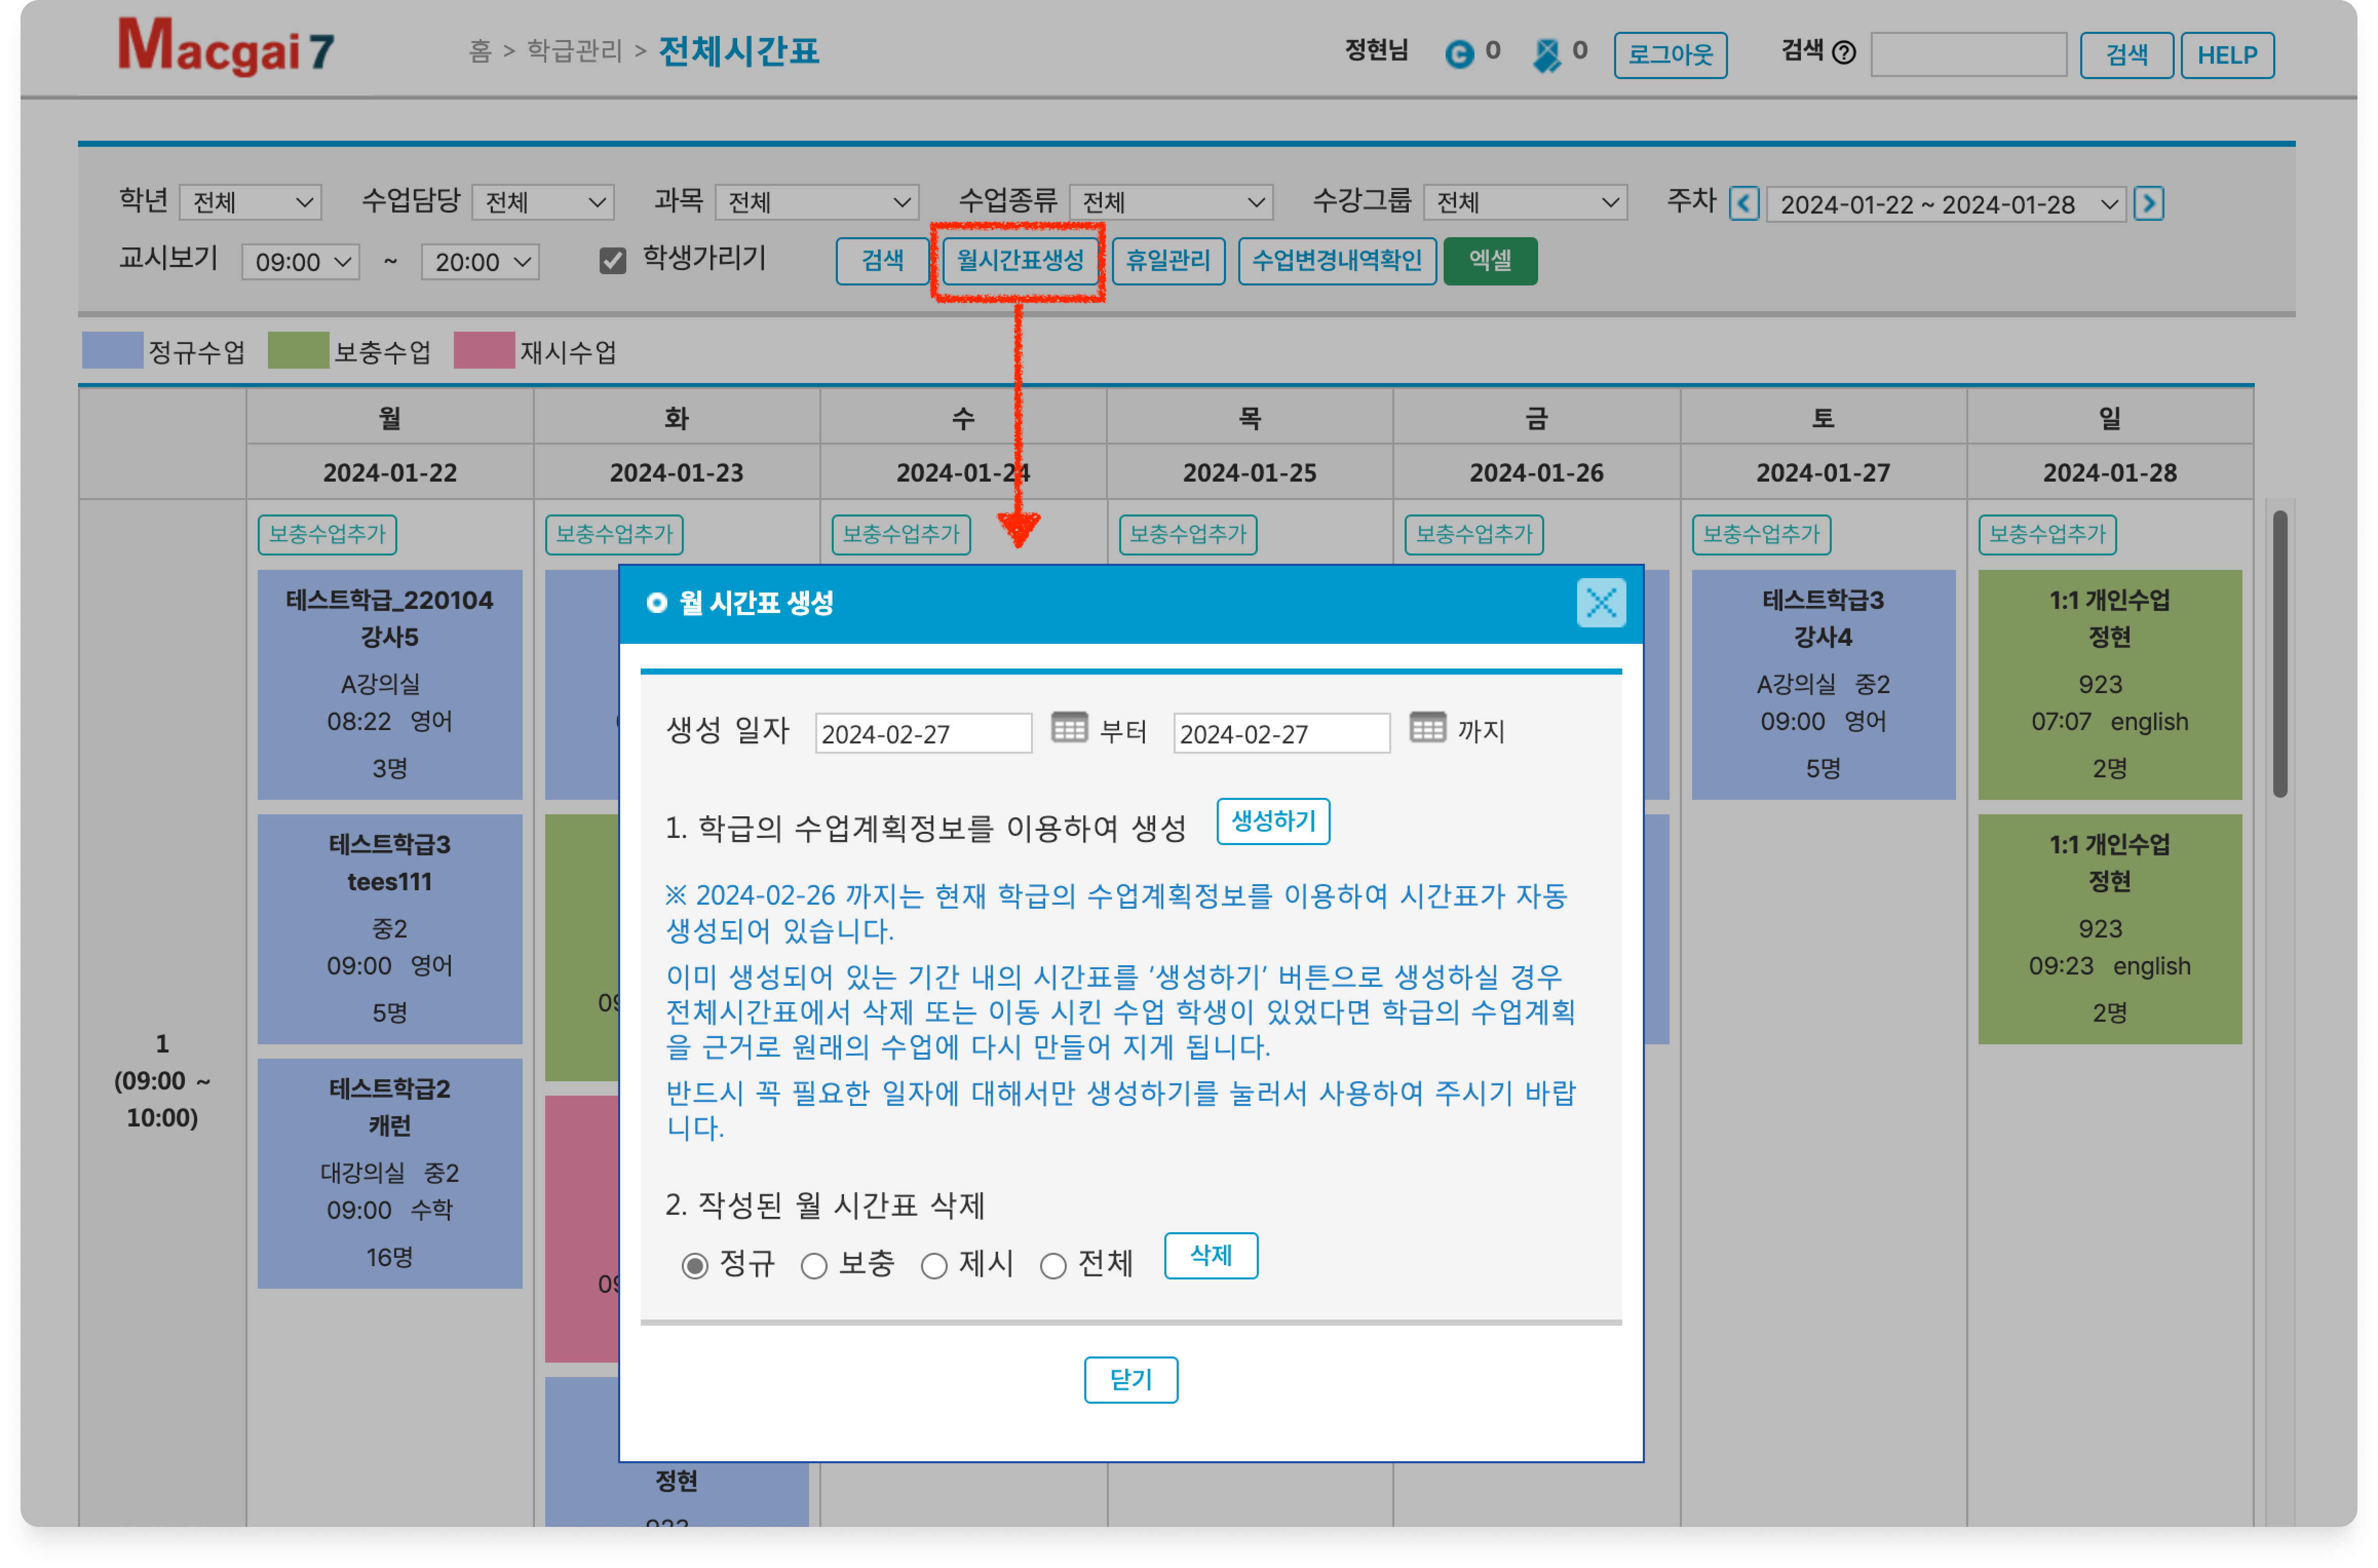 Macgai 7
홈 > 학급관리 > 전체시간표
정현님 0 0 로그아웃 검색 검색 HELP
학년 전체 수업담당 전체 과목 전체 수업종류 전체 수강그룹 전체 주차 2024-01-22 ~ 2024-01-28
교시보기 09:00 ~ 20:00 학생가리기 검색 월시간표생성 휴일관리 수업변경내역확인 엑셀
정규수업 보충수업 재시수업
월 화 수 목 금 토 일
2024-01-22 2024-01-23 2024-01-24 2024-01-25 2024-01-26 2024-01-27 2024-01-28
1
(09:00 ~
10:00)
보충수업추가 보충수업추가 보충수업추가 보충수업추가 보충수업추가 보충수업추가 보충수업추가
테스트학급_220104
강사5
A강의실
08:22 영어
3명
테스트학급3
tees111
중2
09:00 영어
5명
테스트학급2
캐런
대강의실 중2
09:00 수학
16명
정현
테스트학급3
강사4
A강의실 중2
09:00 영어
5명
1:1 개인수업
정현
923
07:07 english
2명
1:1 개인수업
정현
923
09:23 english
2명
월 시간표 생성
생성 일자 2024-02-27 부터 2024-02-27 까지
1. 학급의 수업계획정보를 이용하여 생성 생성하기
※ 2024-02-26 까지는 현재 학급의 수업계획정보를 이용하여 시간표가 자동
생성되어 있습니다.
이미 생성되어 있는 기간 내의 시간표를 ‘생성하기’ 버튼으로 생성하실 경우
전체시간표에서 삭제 또는 이동 시킨 수업 학생이 있었다면 학급의 수업계획
을 근거로 원래의 수업에 다시 만들어 지게 됩니다.
반드시 꼭 필요한 일자에 대해서만 생성하기를 눌러서 사용하여 주시기 바랍
니다.
2. 작성된 월 시간표 삭제
정규 보충 제시 전체 삭제
닫기